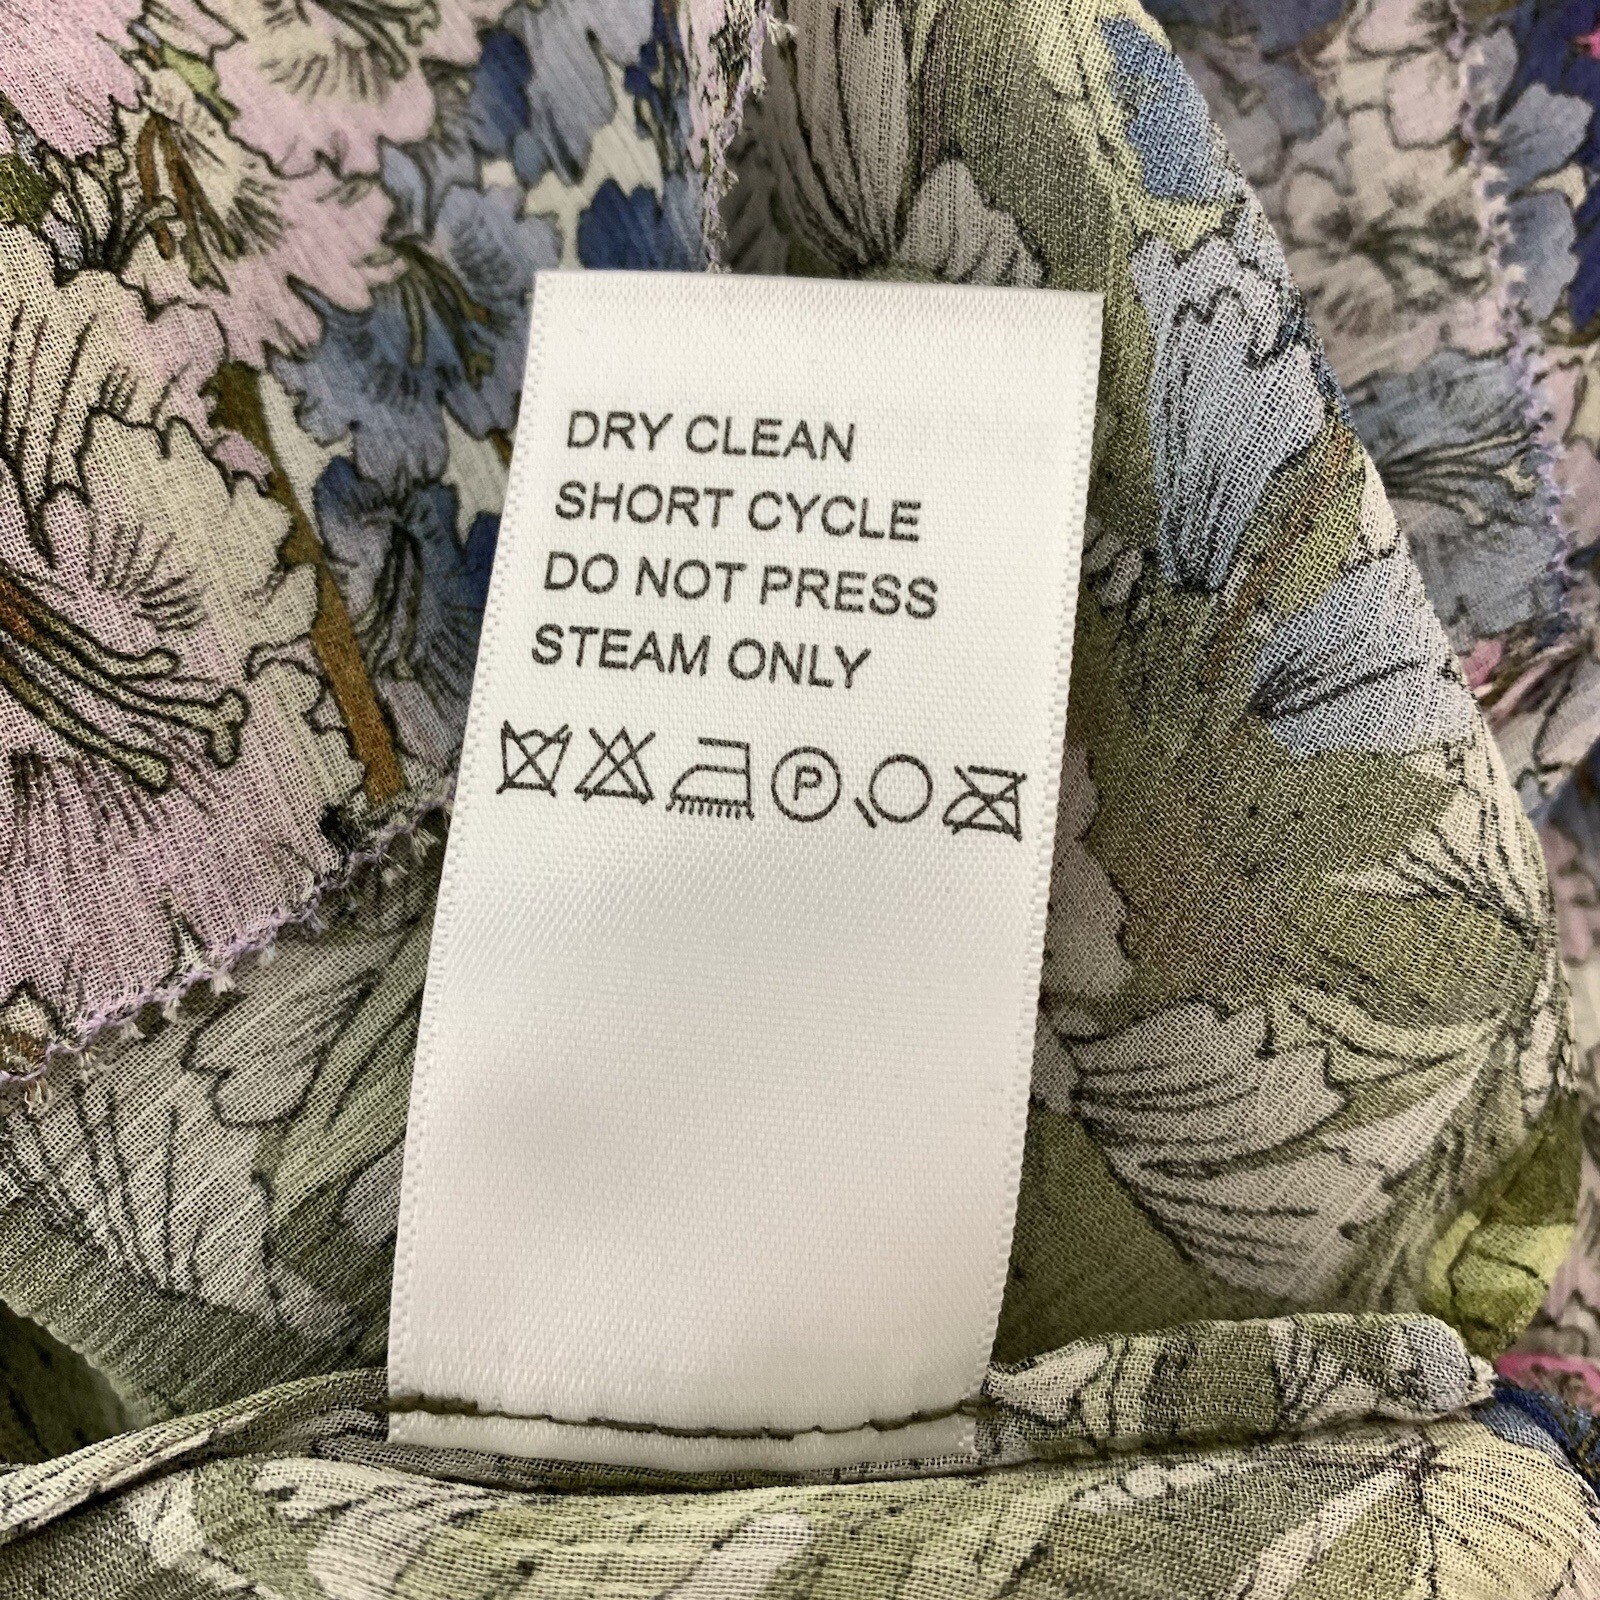 DRY CLEAN
SHORT CYCLE
DO NOT PRESS
STEAM ONLY
P